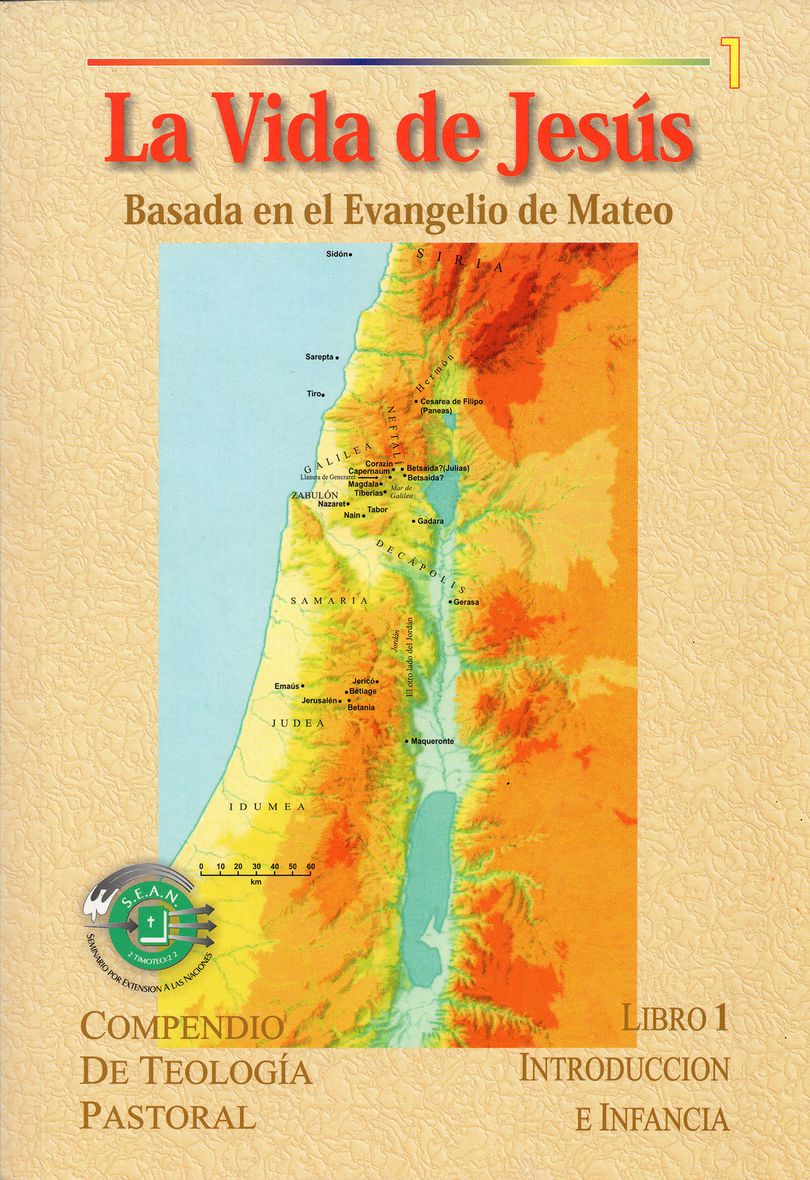 1
La Vida de Jesús
Basada en el Evangelio de Mateo
Sidón
SIRIA
Sarepta
Hermón
Tiro
Cesarea de Filipo
(Paneas)
NEFTALÍ
GALILEA
Corazín
Betsaida?(Julias)
Capernaum
Llanura de Genezaret
Betsaida?
Magdala
Mar de
Galilea
Tiberias
ZABULÓN
Nazaret
Tabor
Nain
Gadara
DECÁPOLIS
SAMARIA
Gerasa
Jordán
El otro lado del Jordán
Emaús
Jericó
Betiage
Jerusalén
Betania
JUDEA
Maqueronte
IDUMEA
0 10 20 30 40 50 60
km
S.E.A.N.
2 TIMOTEO:2 2
SEMINARIO POR EXTENSION A LAS NACIONES
COMPENDIO
DE TEOLOGÍA
PASTORAL
LIBRO 1
INTRODUCCION
E INFANCIA